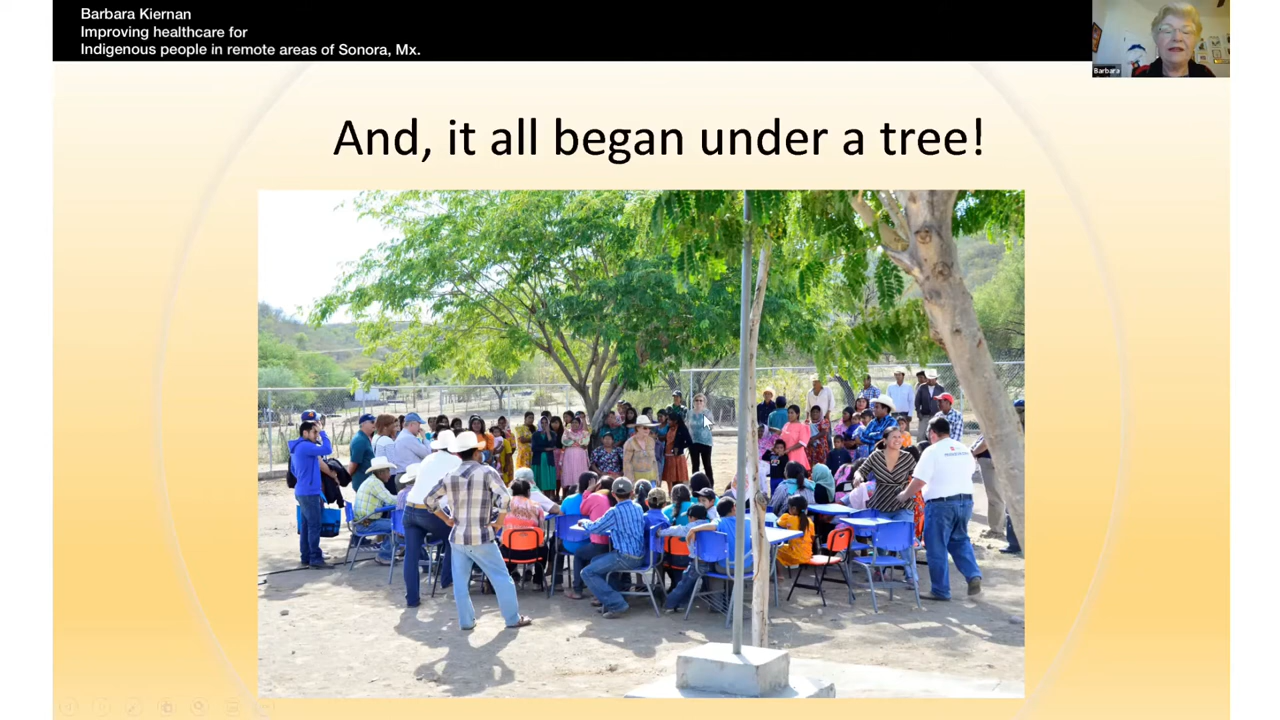 Barbara Kiernan
Improving healthcare for
Indigenous people in remote areas of Sonora, Mx.
Barbara
And, it all began under a tree!